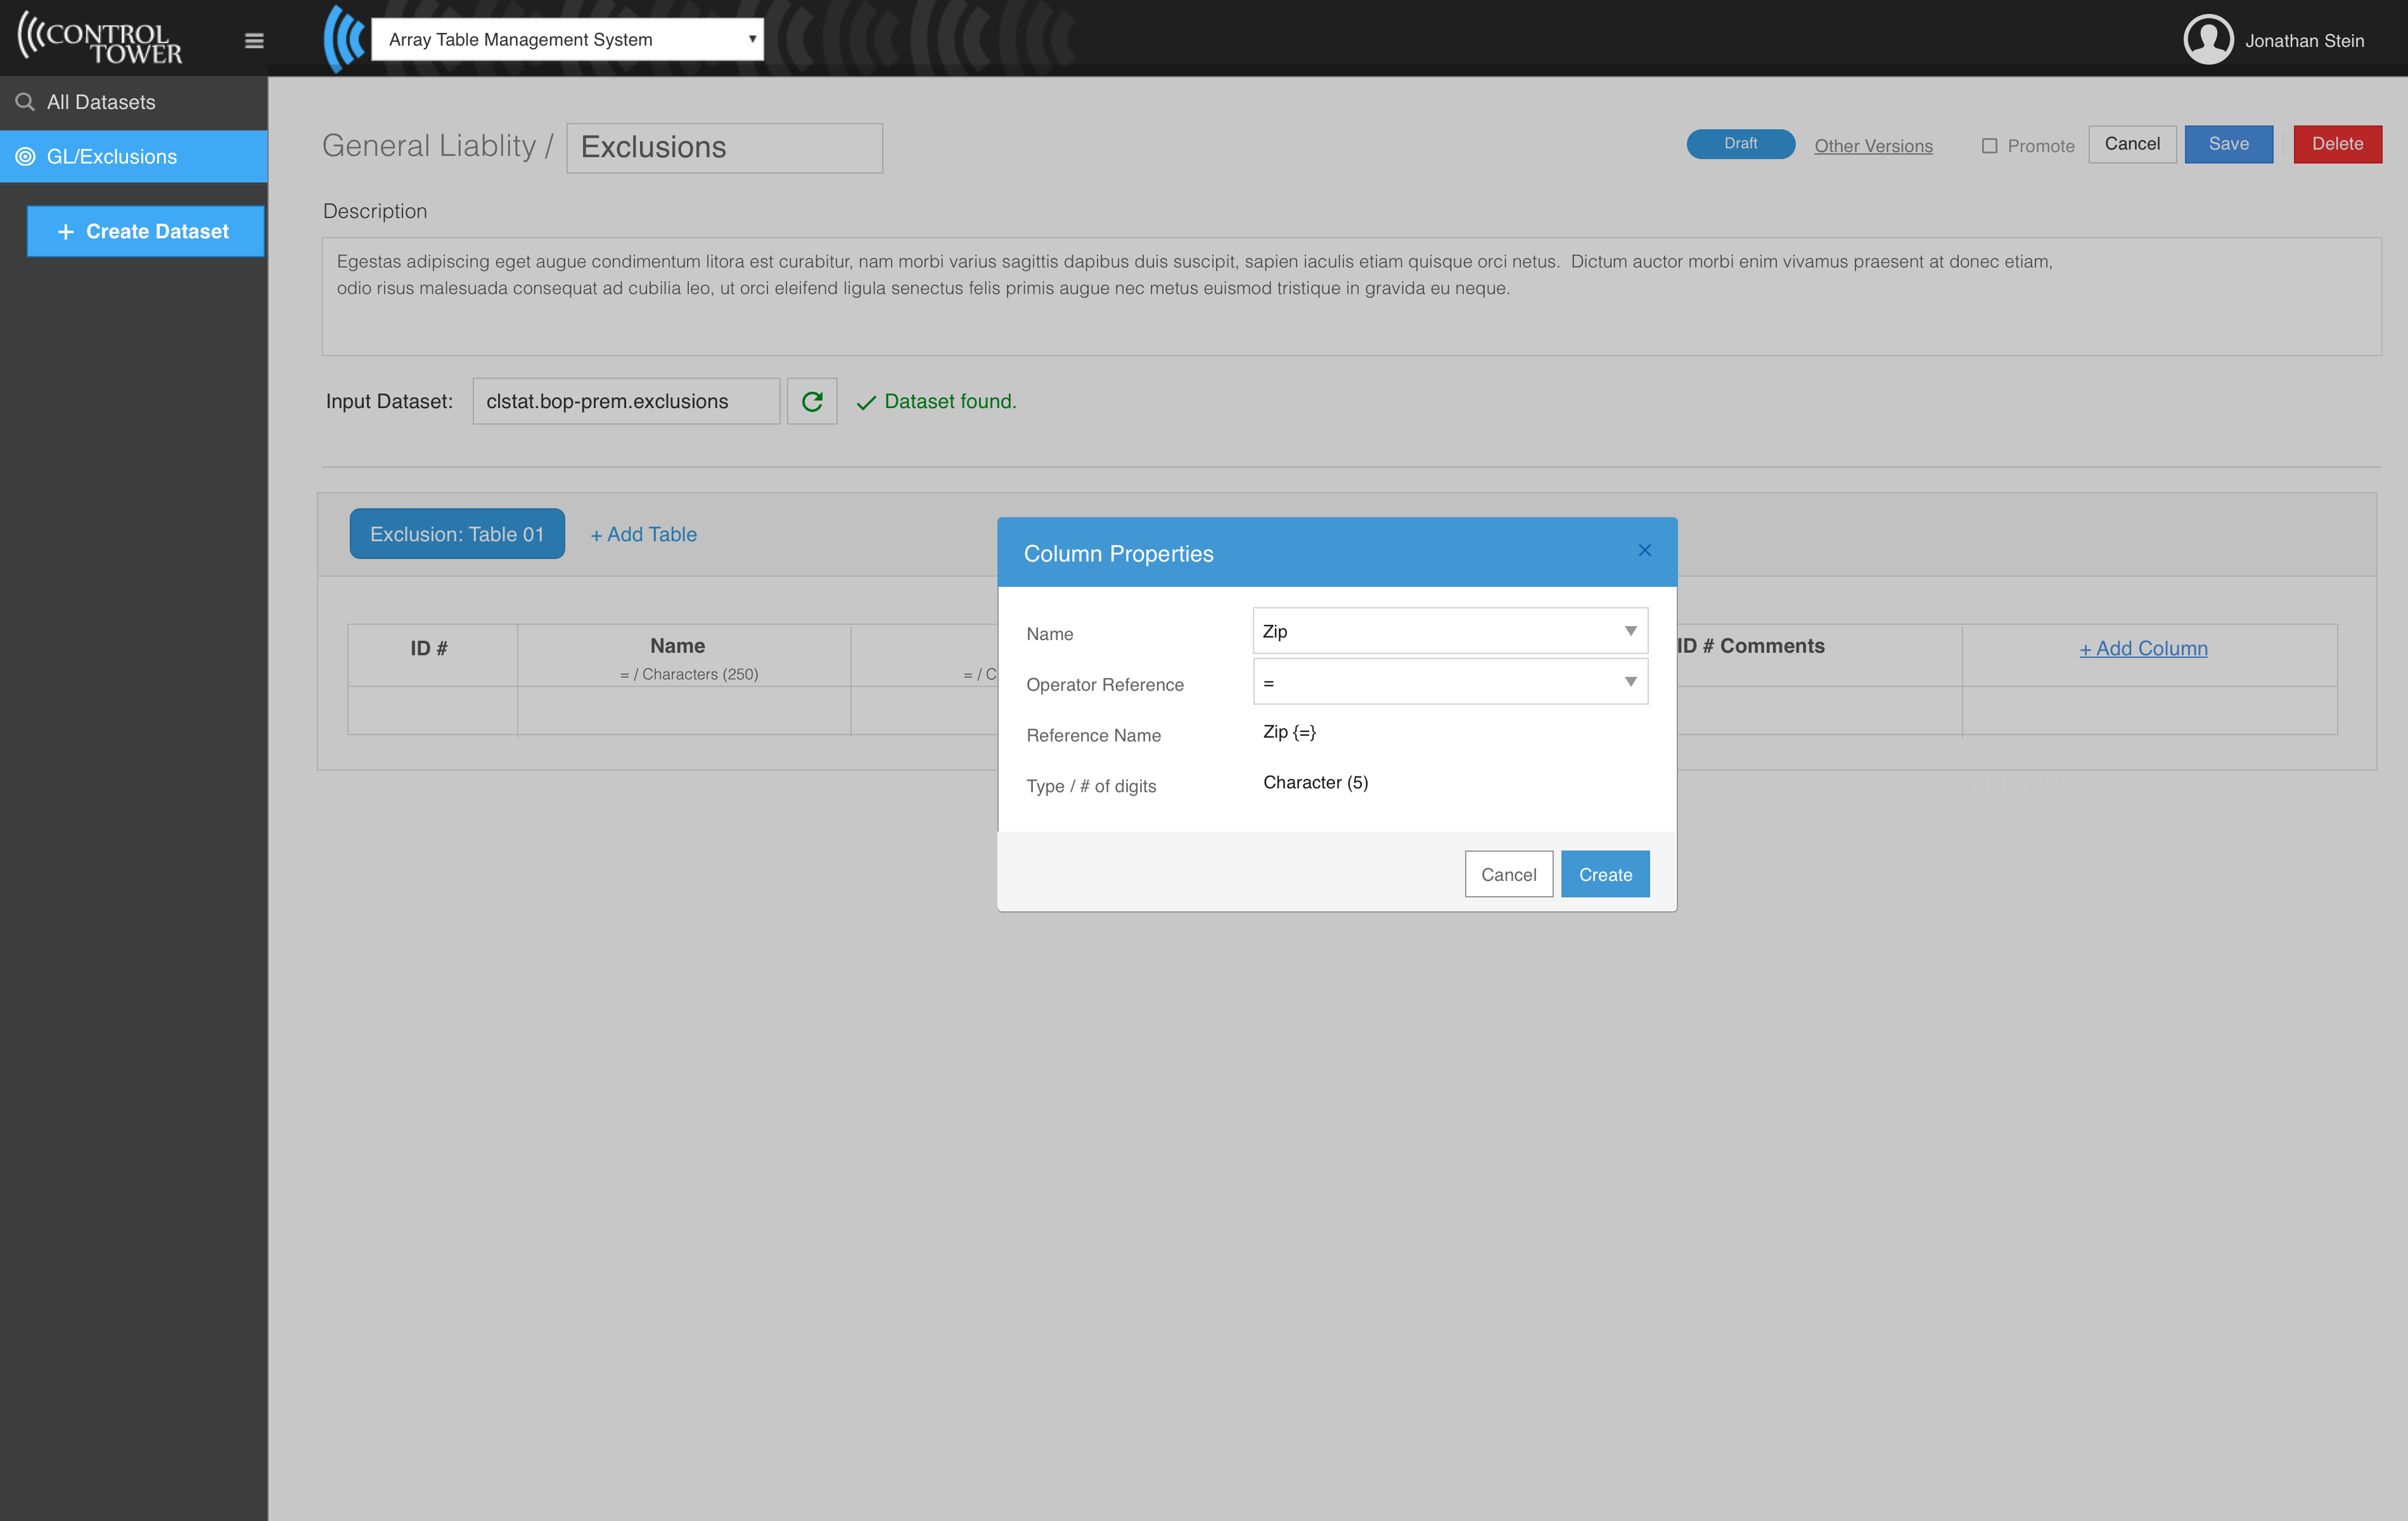 CONTROL
TOWER
Array Table Management System
Jonathan Stein
All Datasets
GL/Exclusions
+ Create Dataset
General Liablity / Exclusions
Draft
Other Versions
Promote
Cancel
Save
Delete
Description
Egestas adipiscing eget augue condimentum litora est curabitur, nam morbi varius sagittis dapibus duis suscipit, sapien iaculis etiam quisque orci netus.  Dictum auctor morbi enim vivamus praesent at donec etiam,
odio risus malesuada consequat ad cubilia leo, ut orci eleifend ligula senectus felis primis augue nec metus euismod tristique in gravida eu neque.
Input Dataset:
clstat.bop-prem.exclusions
Dataset found.
Exclusion: Table 01
+ Add Table
ID #
Name
= / Characters (250)
= / C
ID # Comments
+ Add Column
Column Properties
Name
Zip
Operator Reference
=
Reference Name
Zip {=}
Type / # of digits
Character (5)
Cancel
Create